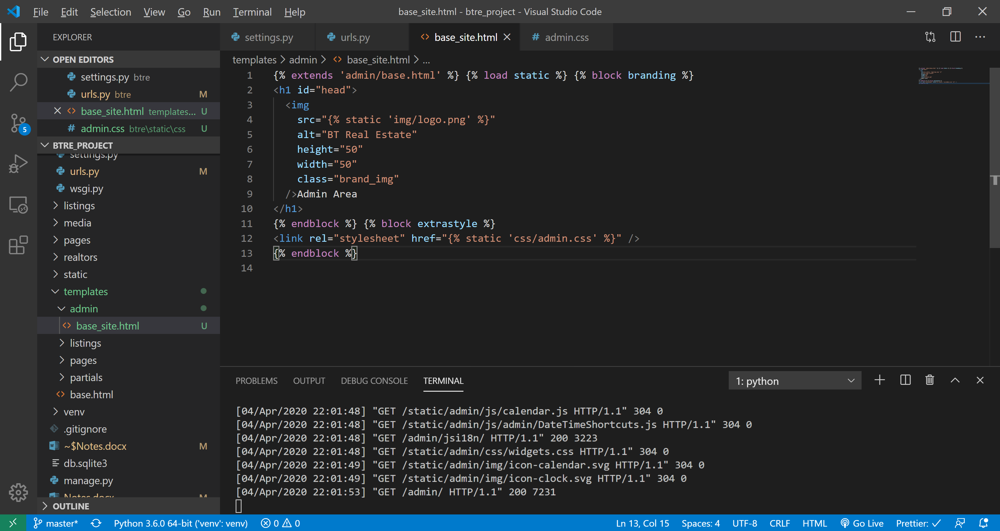 File Edit Selection View Go Run Terminal Help base_site.html - btre_project - Visual Studio Code
EXPLORER
OPEN EDITORS
settings.py btre
urls.py btre M
base_site.html templates... U
admin.css btre\static\css U
BTRE_PROJECT
settings.py
urls.py M
wsgi.py
listings
media
pages
realtors
static
templates
admin
base_site.html U
listings
pages
partials
base.html
venv
.gitignore
~$Notes.docx M
db.sqlite3
manage.py
Notes.docx M
OUTLINE
5
settings.py urls.py base_site.html admin.css
templates > admin > base_site.html > ...
1 {% extends 'admin/base.html' %} {% load static %} {% block branding %}
2 <h1 id="head">
3 <img
4 src="{% static 'img/logo.png' %}"
5 alt="BT Real Estate"
6 height="50"
7 width="50"
8 class="brand_img"
9 />Admin Area
10 </h1>
11 {% endblock %} {% block extrastyle %}
12 <link rel="stylesheet" href="{% static 'css/admin.css' %}" />
13 {% endblock %}
14
PROBLEMS OUTPUT DEBUG CONSOLE TERMINAL 1: python
[04/Apr/2020 22:01:48] "GET /static/admin/js/calendar.js HTTP/1.1" 304 0
[04/Apr/2020 22:01:48] "GET /static/admin/js/admin/DateTimeShortcuts.js HTTP/1.1" 304 0
[04/Apr/2020 22:01:48] "GET /admin/jsi18n/ HTTP/1.1" 200 3223
[04/Apr/2020 22:01:48] "GET /static/admin/css/widgets.css HTTP/1.1" 304 0
[04/Apr/2020 22:01:49] "GET /static/admin/img/icon-calendar.svg HTTP/1.1" 304 0
[04/Apr/2020 22:01:49] "GET /static/admin/img/icon-clock.svg HTTP/1.1" 304 0
[04/Apr/2020 22:01:53] "GET /admin/ HTTP/1.1" 200 7231
master* Python 3.6.0 64-bit ('venv': venv) 0 0 Ln 13, Col 15 Spaces: 4 UTF-8 CRLF HTML Go Live Prettier: ✓